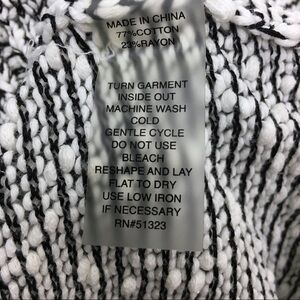 MADE IN CHINA
77%COTTON
23%RAYON
TURN GARMENT
INSIDE OUT
MACHINE WASH
COLD
GENTLE CYCLE
DO NOT USE
BLEACH
RESHAPE AND LAY
FLAT TO DRY
USE LOW IRON
IF NECESSARY
RN#51323